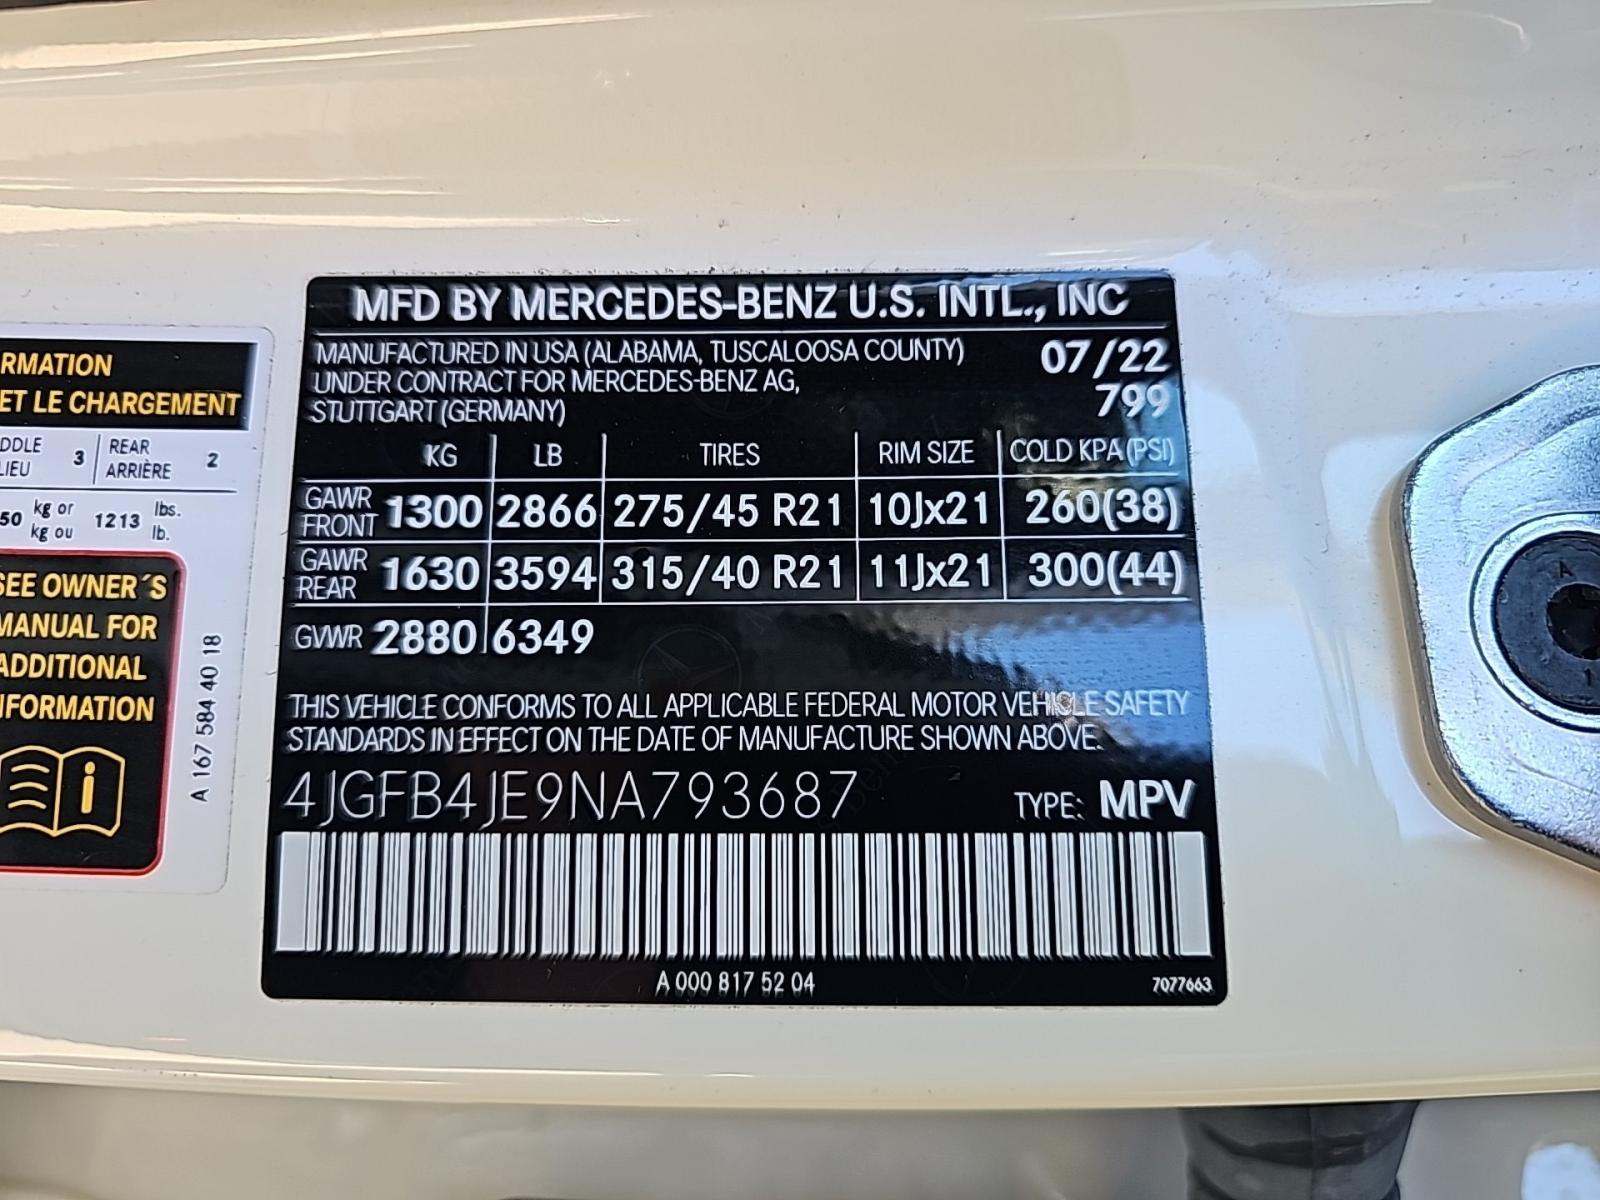 RMATION
ET LE CHARGEMENT
DDLE LIEU 3 REAR ARRIÈRE 2
50 kg or kg ou 1213 lbs. lb.
SEE OWNER´S
MANUAL FOR
ADDITIONAL
INFORMATION
A 167 584 40 18
MFD BY MERCEDES-BENZ U.S. INTL., INC
MANUFACTURED IN USA (ALABAMA, TUSCALOOSA COUNTY) 07/22
UNDER CONTRACT FOR MERCEDES-BENZ AG, 799
STUTTGART (GERMANY)
KG LB TIRES RIM SIZE COLD KPA (PSI)
GAWR FRONT 1300 2866 275/45 R21 10Jx21 260(38)
GAWR REAR 1630 3594 315/40 R21 11Jx21 300(44)
GVWR 2880 6349
THIS VEHICLE CONFORMS TO ALL APPLICABLE FEDERAL MOTOR VEHICLE SAFETY
STANDARDS IN EFFECT ON THE DATE OF MANUFACTURE SHOWN ABOVE.
4JGFB4JE9NA793687 TYPE: MPV
A 000 817 52 04 7077663